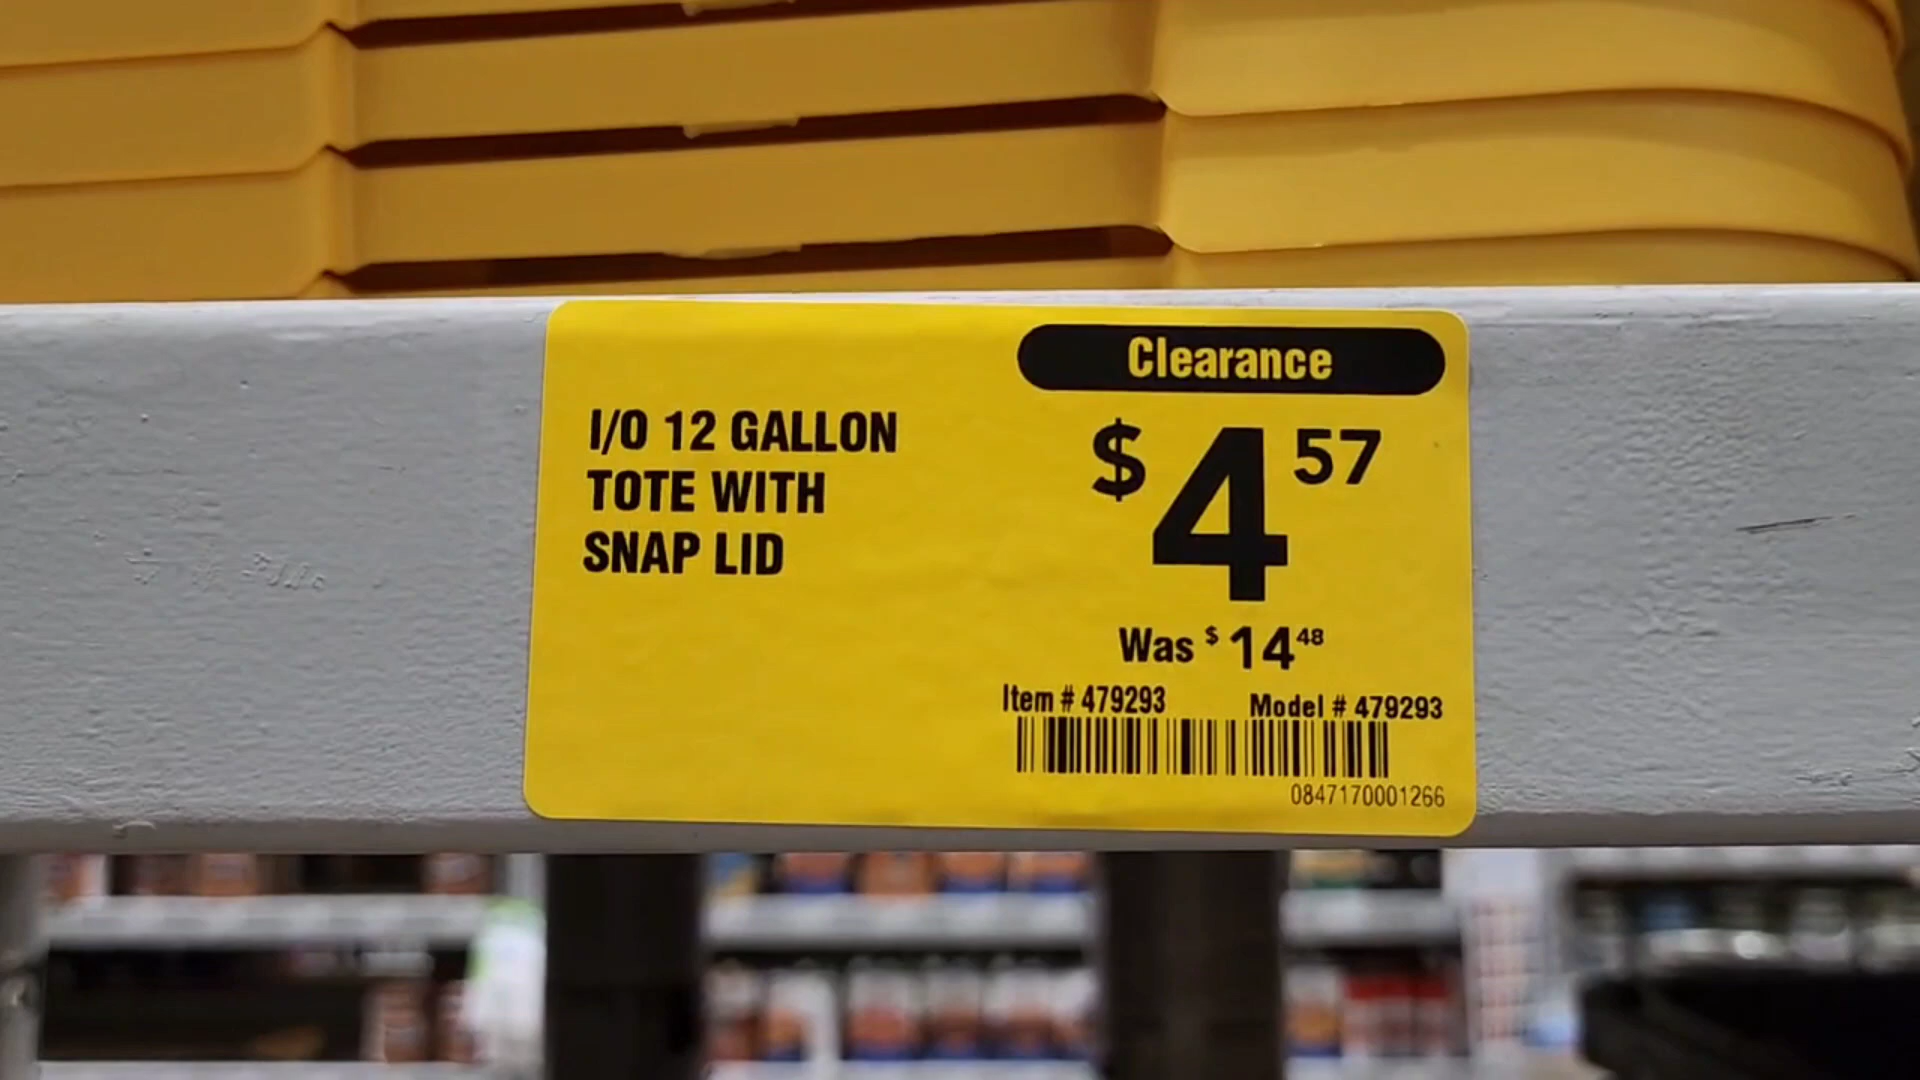 Clearance
I/O 12 GALLON
TOTE WITH
SNAP LID
$4 57
Was $14 48
Item # 479293 Model # 479293
0847170001266